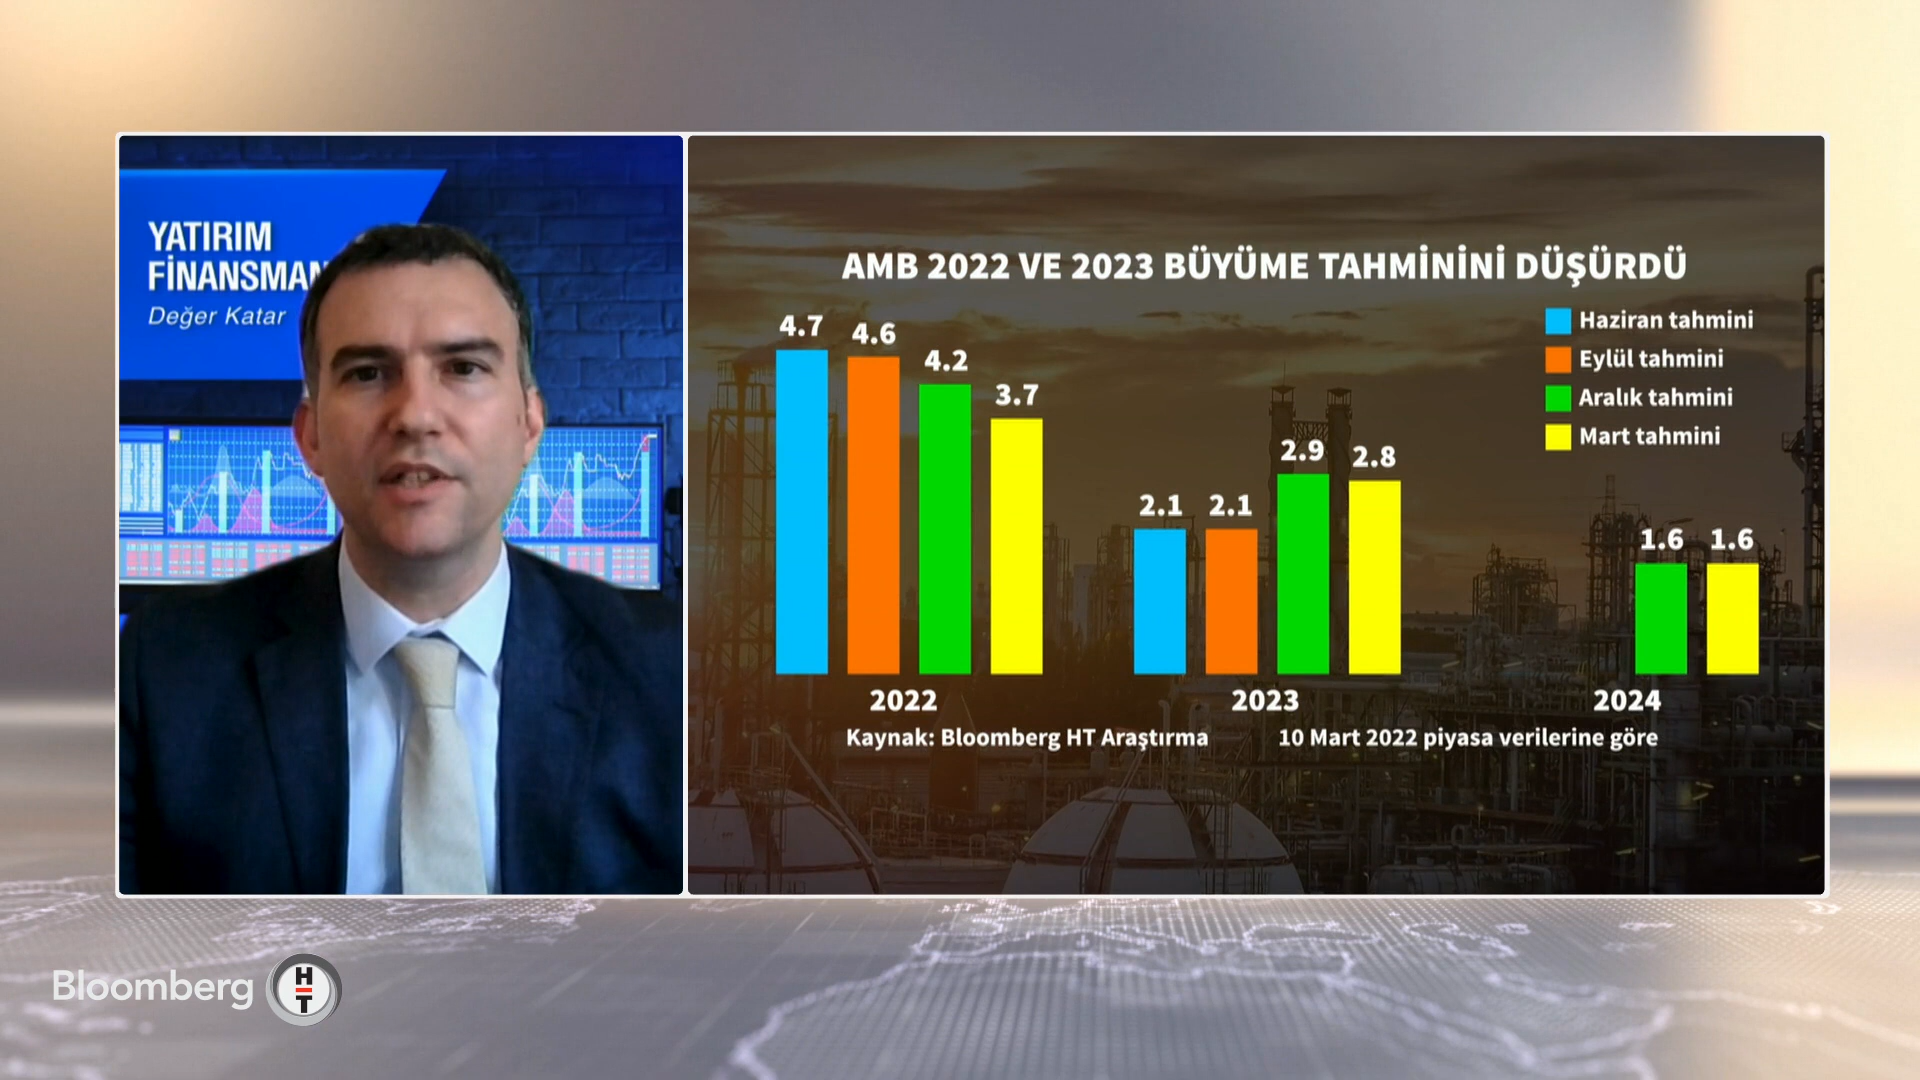 YATIRIM
FİNANSMAN
Değer Katar
AMB 2022 VE 2023 BÜYÜME TAHMİNİNİ DÜŞÜRDÜ
Haziran tahmini
Eylül tahmini
Aralık tahmini
Mart tahmini
4.7
4.6
4.2
3.7
2.1
2.1
2.9
2.8
1.6
1.6
2022
2023
2024
Kaynak: Bloomberg HT Araştırma
10 Mart 2022 piyasa verilerine göre
Bloomberg HT